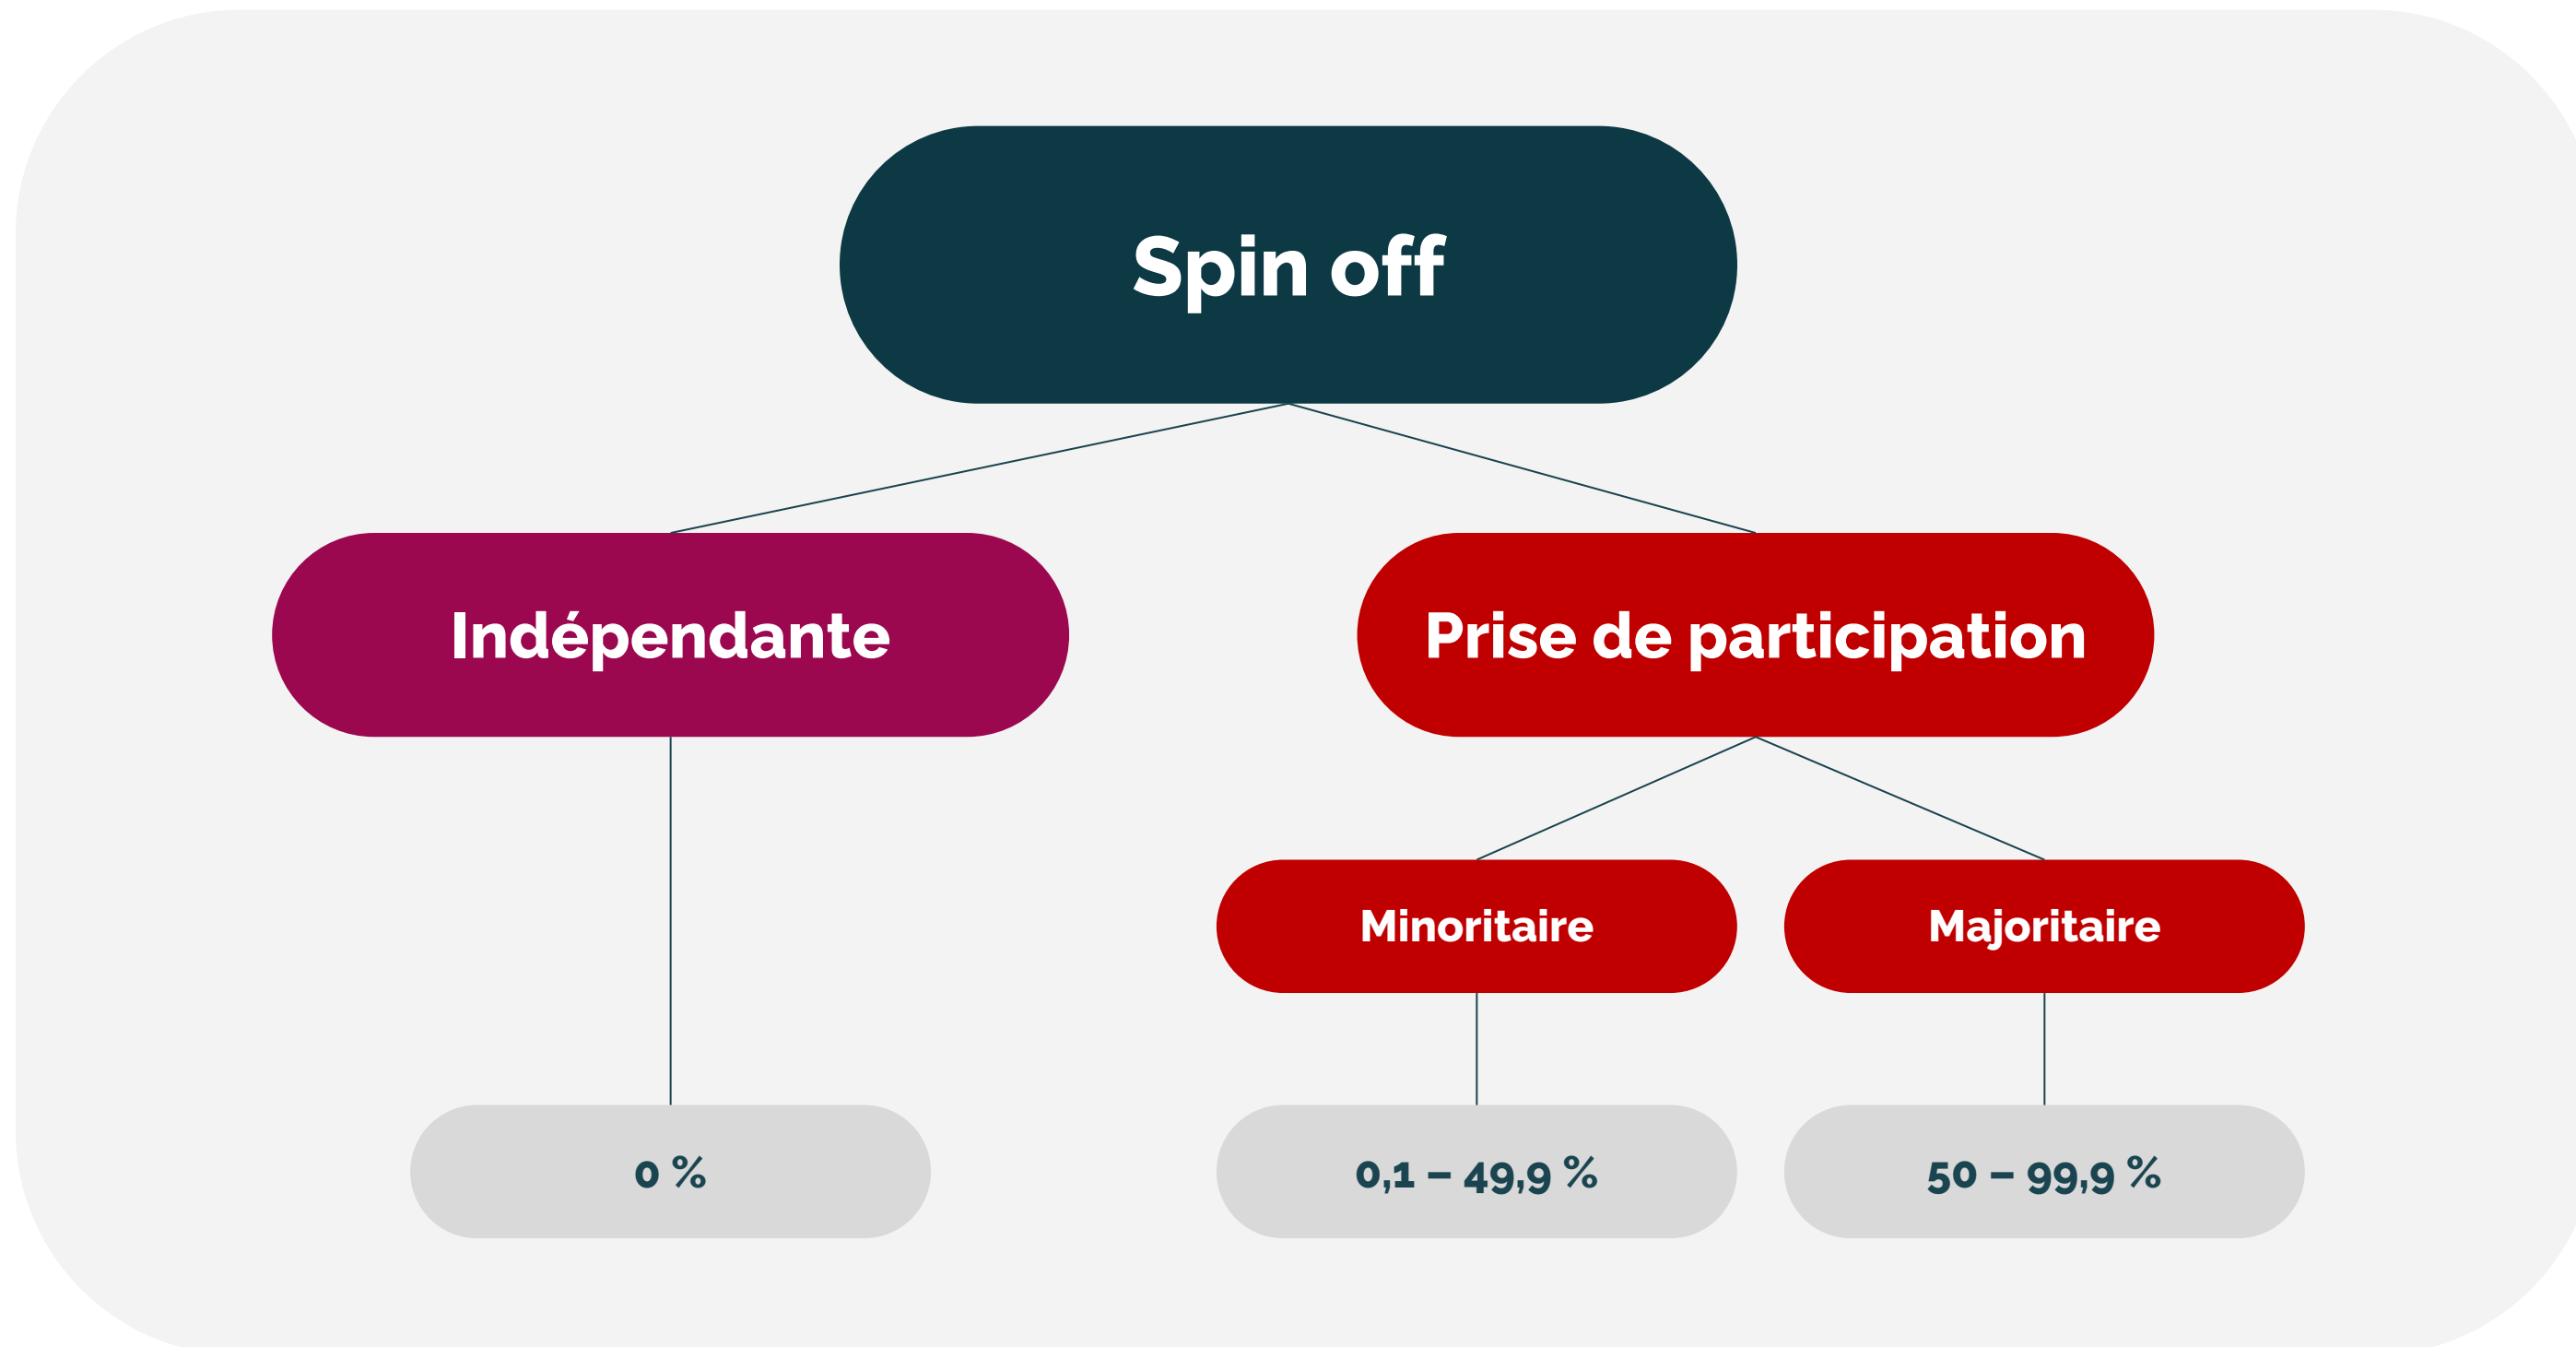 Spin off
Indépendante
Prise de participation
Minoritaire
Majoritaire
0 %
0,1 – 49,9 %
50 – 99,9 %